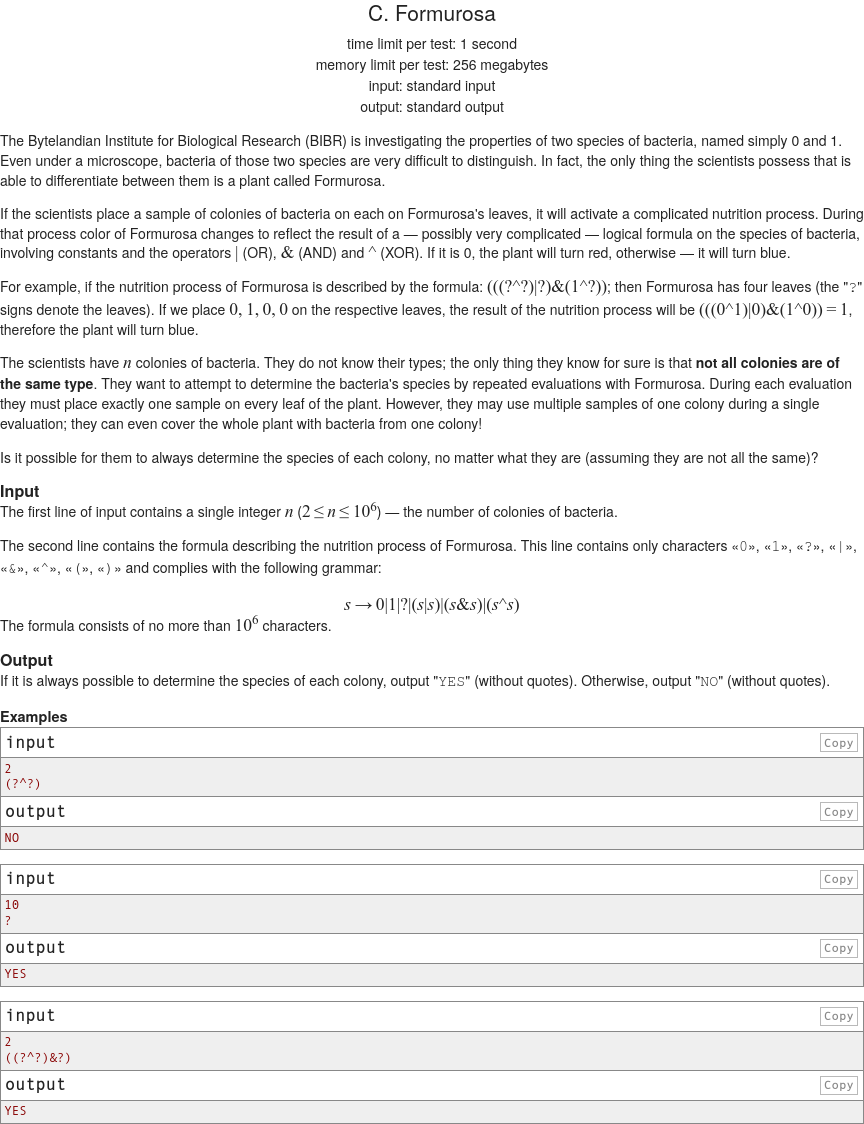 C. Formurosa
time limit per test: 1 second
memory limit per test: 256 megabytes
input: standard input
output: standard output
The Bytelandian Institute for Biological Research (BIBR) is investigating the properties of two species of bacteria, named simply 0 and 1.
Even under a microscope, bacteria of those two species are very difficult to distinguish. In fact, the only thing the scientists possess that is
able to differentiate between them is a plant called Formurosa.
If the scientists place a sample of colonies of bacteria on each on Formurosa's leaves, it will activate a complicated nutrition process. During
that process color of Formurosa changes to reflect the result of a — possibly very complicated — logical formula on the species of bacteria,
involving constants and the operators | (OR), & (AND) and ^ (XOR). If it is 0, the plant will turn red, otherwise — it will turn blue.
For example, if the nutrition process of Formurosa is described by the formula: (((?^?)|?)&(1^?)); then Formurosa has four leaves (the "?"
signs denote the leaves). If we place 0, 1, 0, 0 on the respective leaves, the result of the nutrition process will be (((0^1)|0)&(1^0)) = 1,
therefore the plant will turn blue.
The scientists have n colonies of bacteria. They do not know their types; the only thing they know for sure is that not all colonies are of
the same type. They want to attempt to determine the bacteria's species by repeated evaluations with Formurosa. During each evaluation
they must place exactly one sample on every leaf of the plant. However, they may use multiple samples of one colony during a single
evaluation; they can even cover the whole plant with bacteria from one colony!
Is it possible for them to always determine the species of each colony, no matter what they are (assuming they are not all the same)?
Input
The first line of input contains a single integer n (2 ≤ n ≤ 10^6) — the number of colonies of bacteria.
The second line contains the formula describing the nutrition process of Formurosa. This line contains only characters «0», «1», «?», «|»,
«&», «^», «(», «)» and complies with the following grammar:
s → 0|1|?|(s|s)|(s&s)|(s^s)
The formula consists of no more than 10^6 characters.
Output
If it is always possible to determine the species of each colony, output "YES" (without quotes). Otherwise, output "NO" (without quotes).
Examples
input Copy
2
(?^?)
output Copy
NO
input Copy
10
?
output Copy
YES
input Copy
2
((?^?)&?)
output Copy
YES